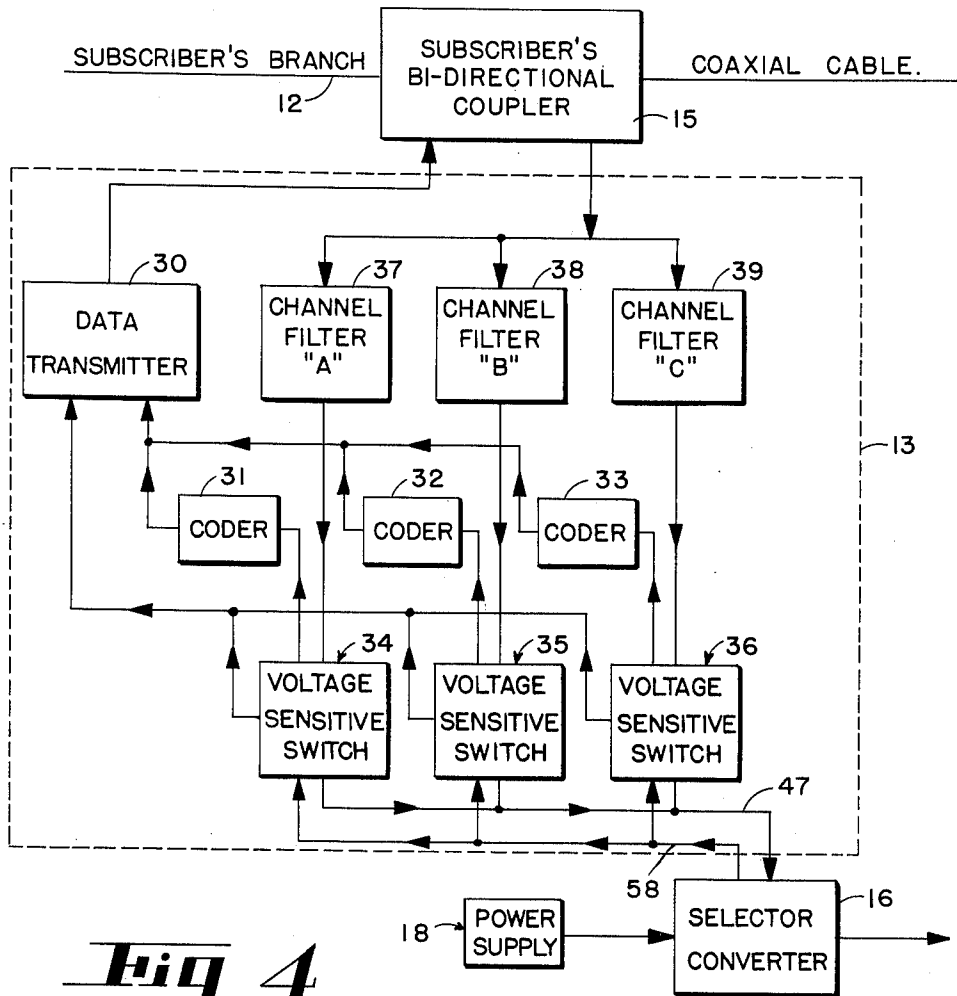 SUBSCRIBER'S BRANCH
12
SUBSCRIBER'S
BI-DIRECTIONAL
COUPLER
15
COAXIAL CABLE.
30
DATA
TRANSMITTER
37
CHANNEL
FILTER
"A"
38
CHANNEL
FILTER
"B"
39
CHANNEL
FILTER
"C"
13
31
CODER
32
CODER
33
CODER
34
VOLTAGE
SENSITIVE
SWITCH
35
VOLTAGE
SENSITIVE
SWITCH
36
VOLTAGE
SENSITIVE
SWITCH
47
58
18
POWER
SUPPLY
16
SELECTOR
CONVERTER
Fig 4